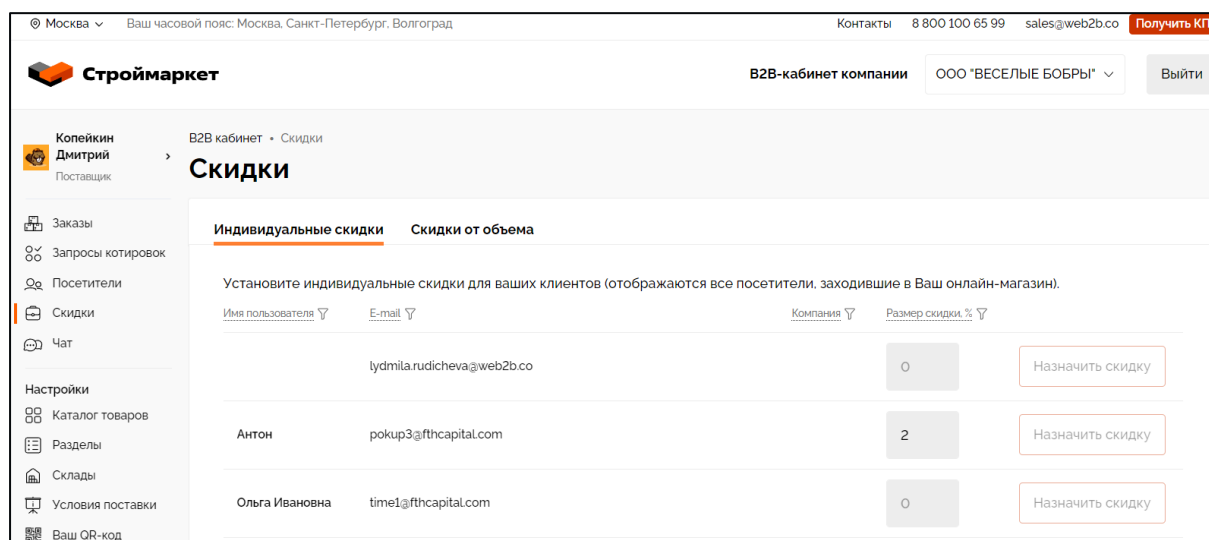 Москва Ваш часовой пояс: Москва, Санкт-Петербург, Волгоград Контакты 8 800 100 65 99 sales@web2b.co Получить КП
Строймаркет B2B-кабинет компании ООО "ВЕСЕЛЫЕ БОБРЫ" Выйти
Копейкин
Дмитрий
Поставщик
B2B кабинет • Скидки
Скидки
Заказы
Запросы котировок
Посетители
Скидки
Чат
Настройки
Каталог товаров
Разделы
Склады
Условия поставки
Ваш QR-код
Индивидуальные скидки Скидки от объема
Установите индивидуальные скидки для ваших клиентов (отображаются все посетители, заходившие в Ваш онлайн-магазин).
Имя пользователя E-mail Компания Размер скидки, %
lydmila.rudicheva@web2b.co 0 Назначить скидку
Антон pokup3@fthcapital.com 2 Назначить скидку
Ольга Ивановна time1@fthcapital.com 0 Назначить скидку